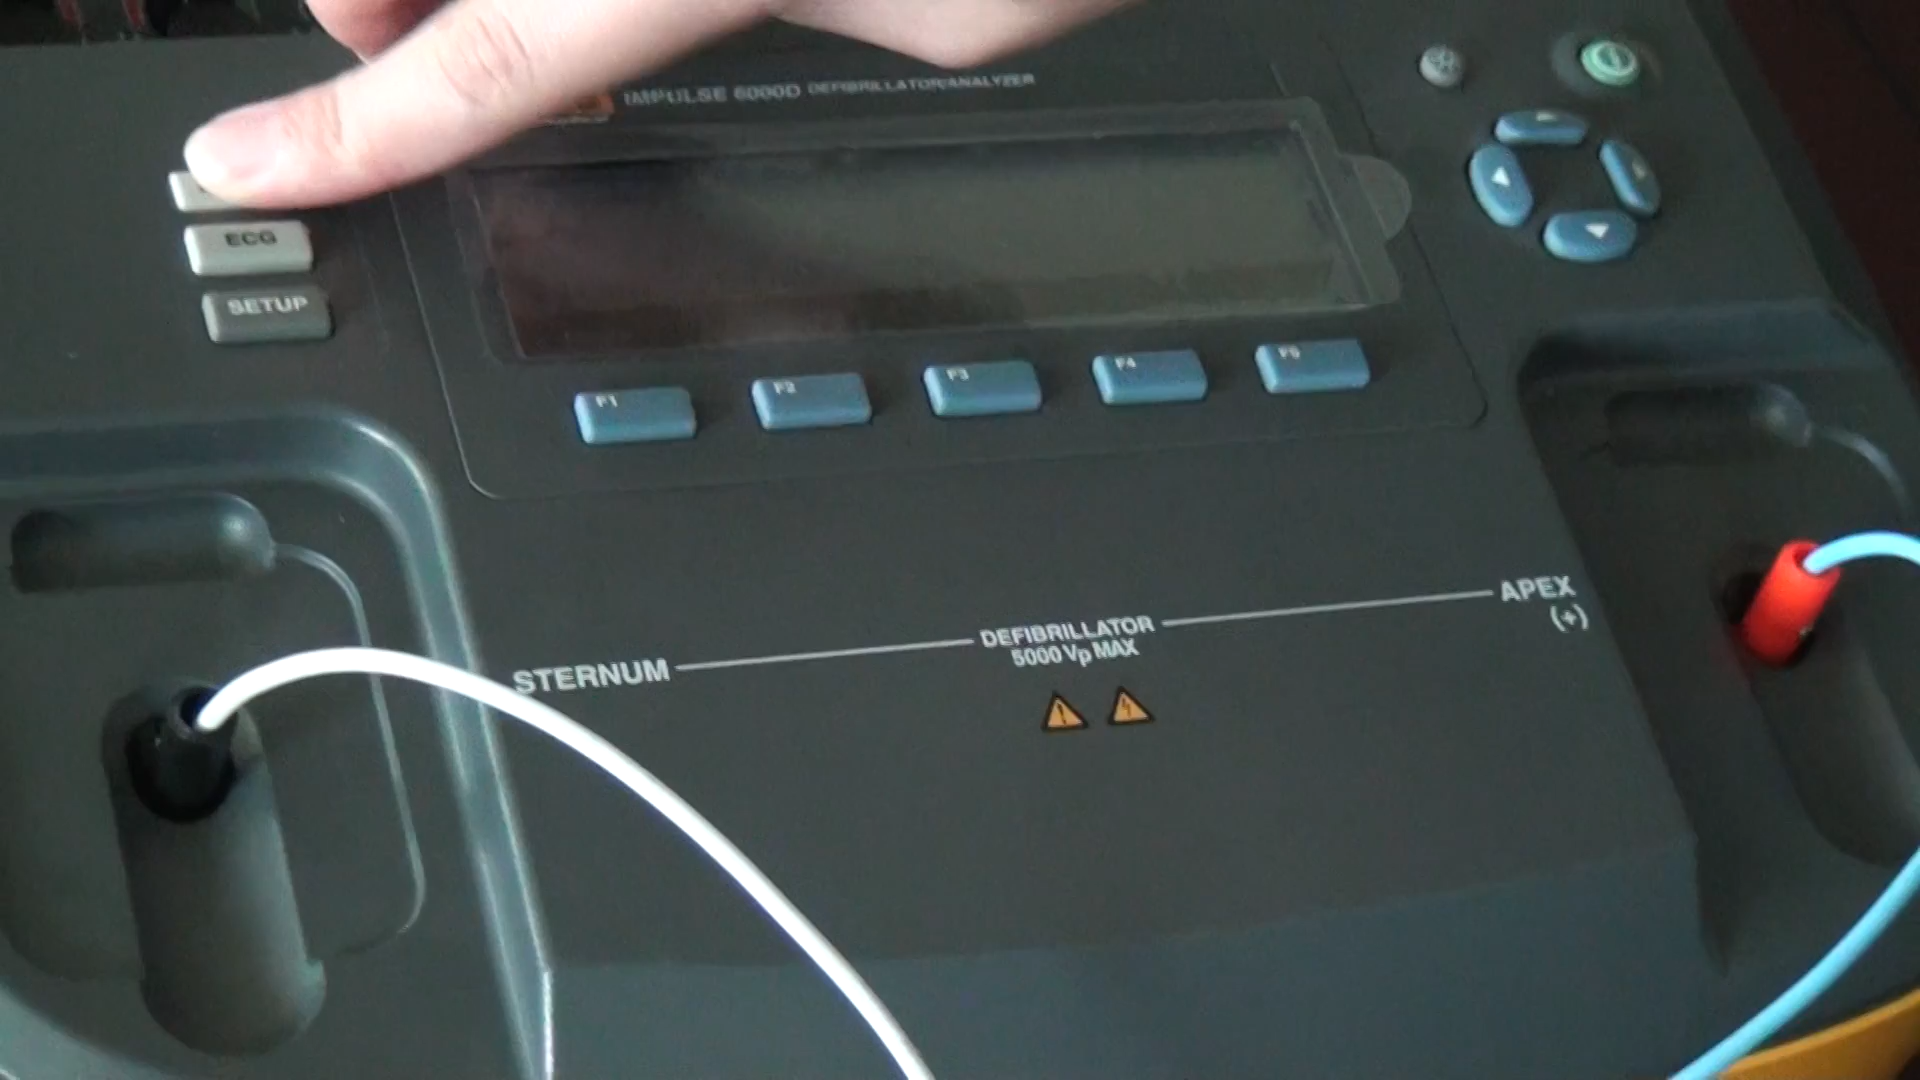 IMPULSE 6000D DEFIBRILLATOR/ANALYZER
ECG
SETUP
F1
F2
F3
F4
F5
STERNUM
DEFIBRILLATOR
5000 Vp MAX
APEX
(+)